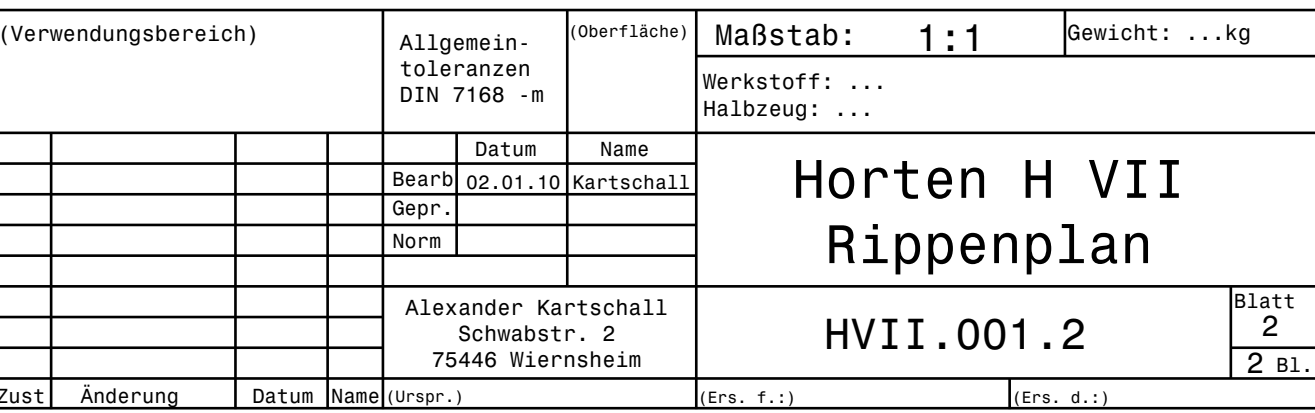 (Verwendungsbereich)
Allgemein-
toleranzen
DIN 7168 -m
(Oberfläche)
Maßstab: 1:1
Gewicht: ...kg
Werkstoff: ...
Halbzeug: ...
Datum Name
Bearb 02.01.10 Kartschall
Gepr.
Norm
Horten H VII
Rippenplan
Alexander Kartschall
Schwabstr. 2
75446 Wiernsheim
HVII.001.2
Blatt
2
2 Bl.
Zust Änderung Datum Name (Urspr.) (Ers. f.:) (Ers. d.:)